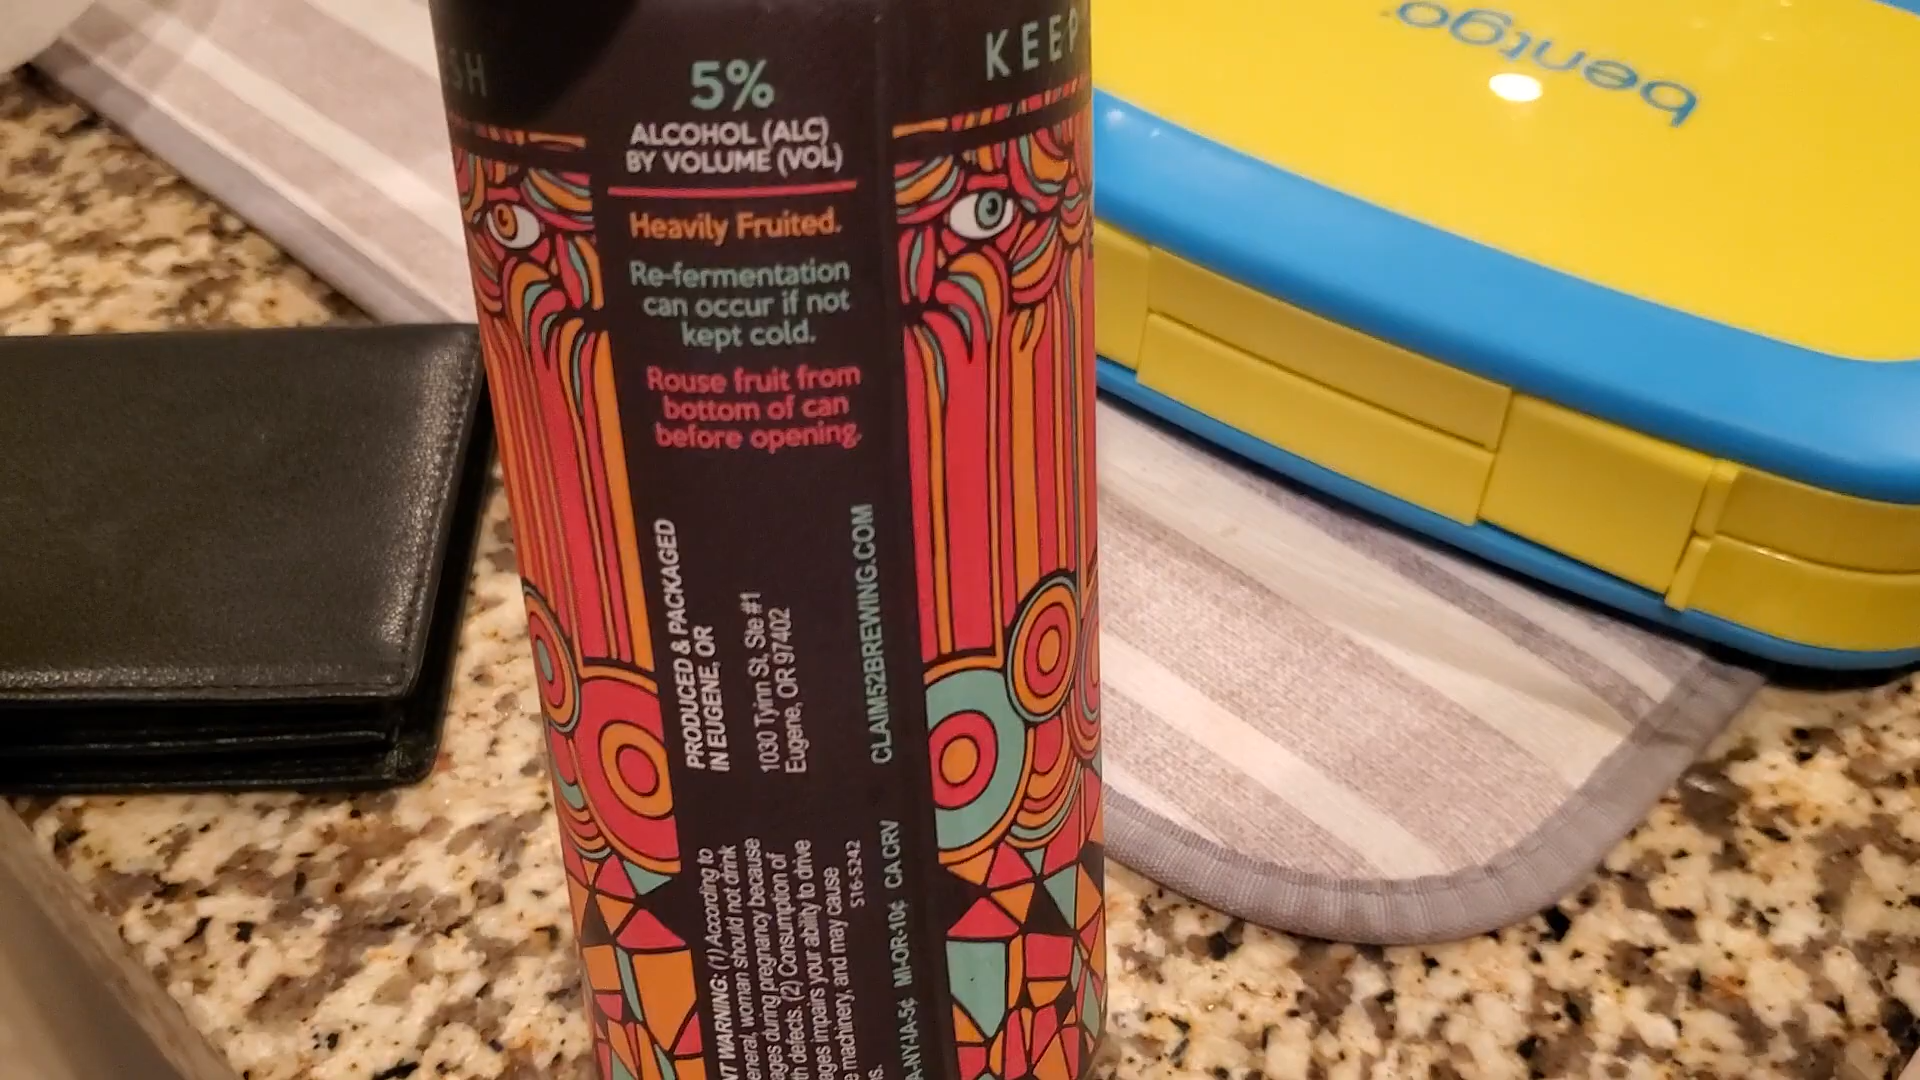 KEEP
5%
ALCOHOL (ALC)
BY VOLUME (VOL)
Heavily Fruited.
Re-fermentation
can occur if not
kept cold.
Rouse fruit from
bottom of can
before opening.
PRODUCED & PACKAGED
IN EUGENE, OR
1030 Tyinn St, Ste #1
Eugene, OR 97402
CLAIM52BREWING.COM
WARNING: (1) According to
woman should not drink
during pregnancy because
defects. (2) Consumption of
impairs your ability to drive
machinery, and may cause
516-5242
NY-IA-5¢ MI-OR-10¢ CA CRV
bentgo